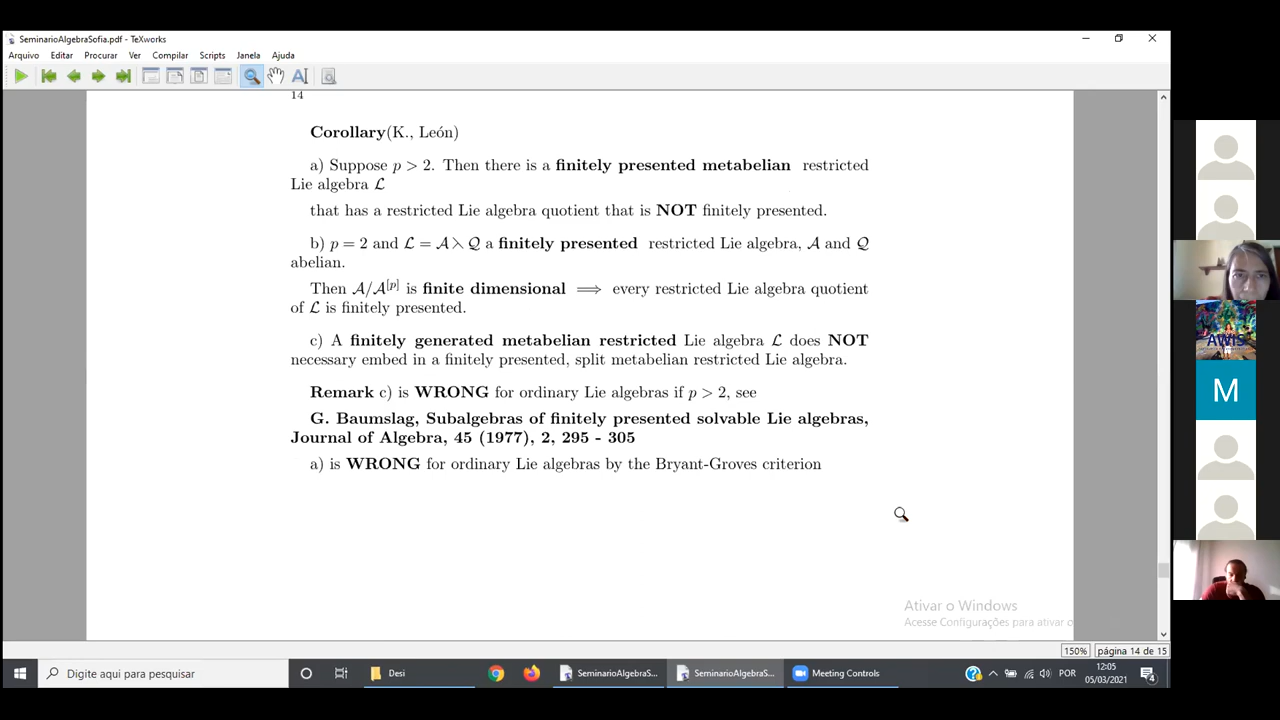 SeminarioAlgebraSofia.pdf - TeXworks
Arquivo Editar Procurar Ver Compilar Scripts Janela Ajuda
14
Corollary(K., León)
a) Suppose p > 2. Then there is a finitely presented metabelian restricted
Lie algebra ℒ
that has a restricted Lie algebra quotient that is NOT finitely presented.
b) p = 2 and ℒ = 𝒜 ⋋ 𝒬 a finitely presented restricted Lie algebra, 𝒜 and 𝒬
abelian.
Then 𝒜/𝒜^[p] is finite dimensional ⟹ every restricted Lie algebra quotient
of ℒ is finitely presented.
c) A finitely generated metabelian restricted Lie algebra ℒ does NOT
necessary embed in a finitely presented, split metabelian restricted Lie algebra.
Remark c) is WRONG for ordinary Lie algebras if p > 2, see
G. Baumslag, Subalgebras of finitely presented solvable Lie algebras,
Journal of Algebra, 45 (1977), 2, 295 - 305
a) is WRONG for ordinary Lie algebras by the Bryant-Groves criterion
AWIS
M
Ativar o Windows
Acesse Configurações para ativar o
150% página 14 de 15
Digite aqui para pesquisar
Desi
SeminarioAlgebraS...
SeminarioAlgebraS...
Meeting Controls
POR
12:05
05/03/2021
4